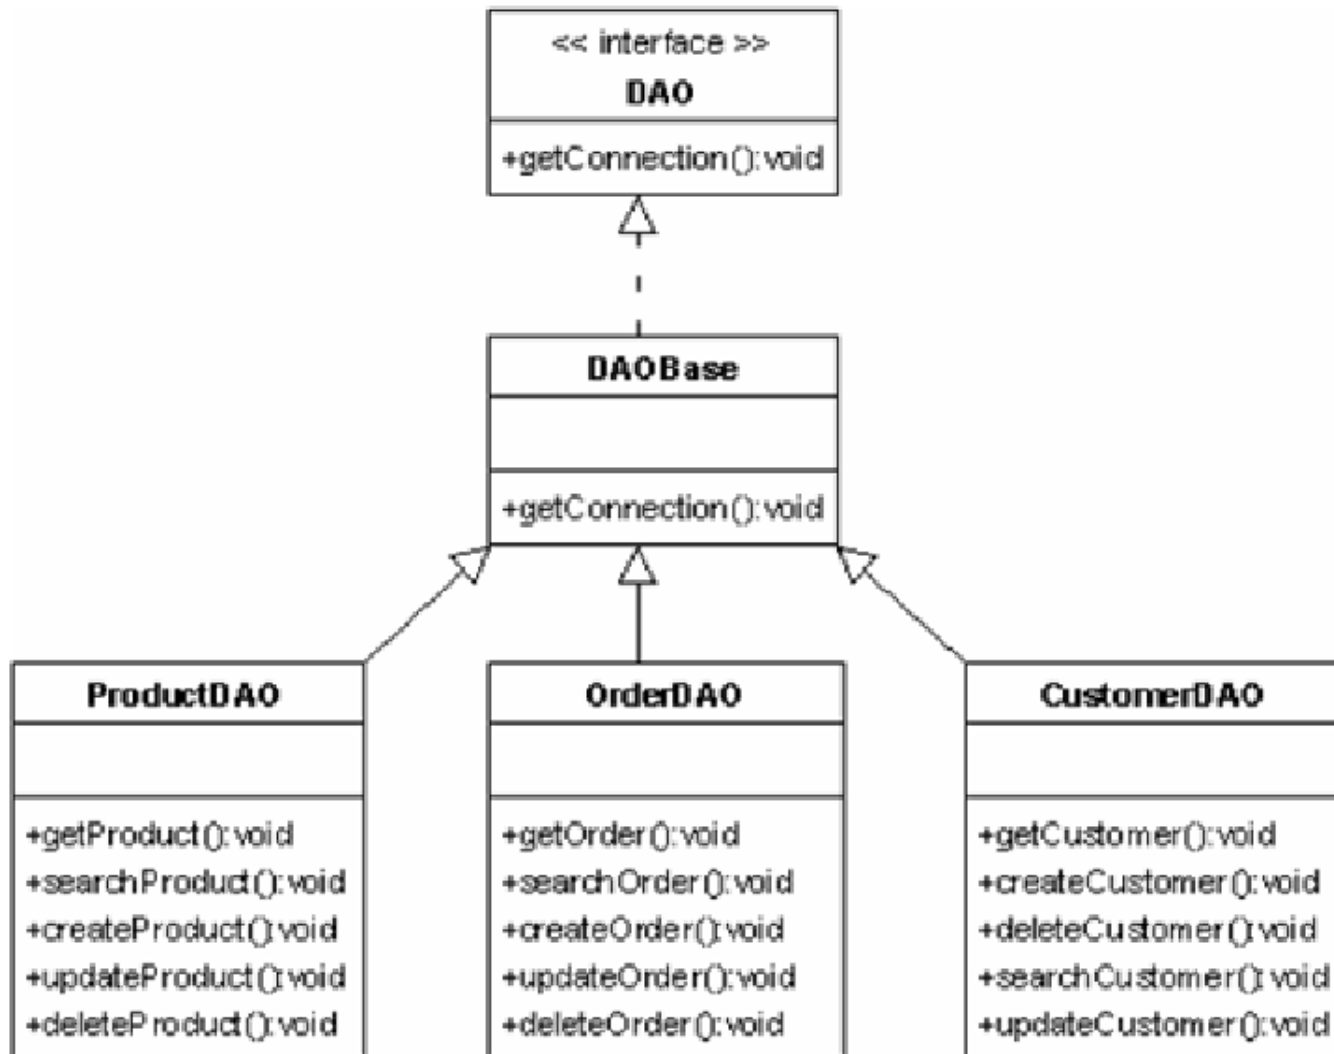 << interface >>
DAO
+getConnection():void
DAOBase
+getConnection():void
ProductDAO
+getProduct():void
+searchProduct():void
+createProduct():void
+updateProduct():void
+deleteProduct():void
OrderDAO
+getOrder():void
+searchOrder():void
+createOrder():void
+updateOrder():void
+deleteOrder():void
CustomerDAO
+getCustomer():void
+createCustomer():void
+deleteCustomer():void
+searchCustomer():void
+updateCustomer():void